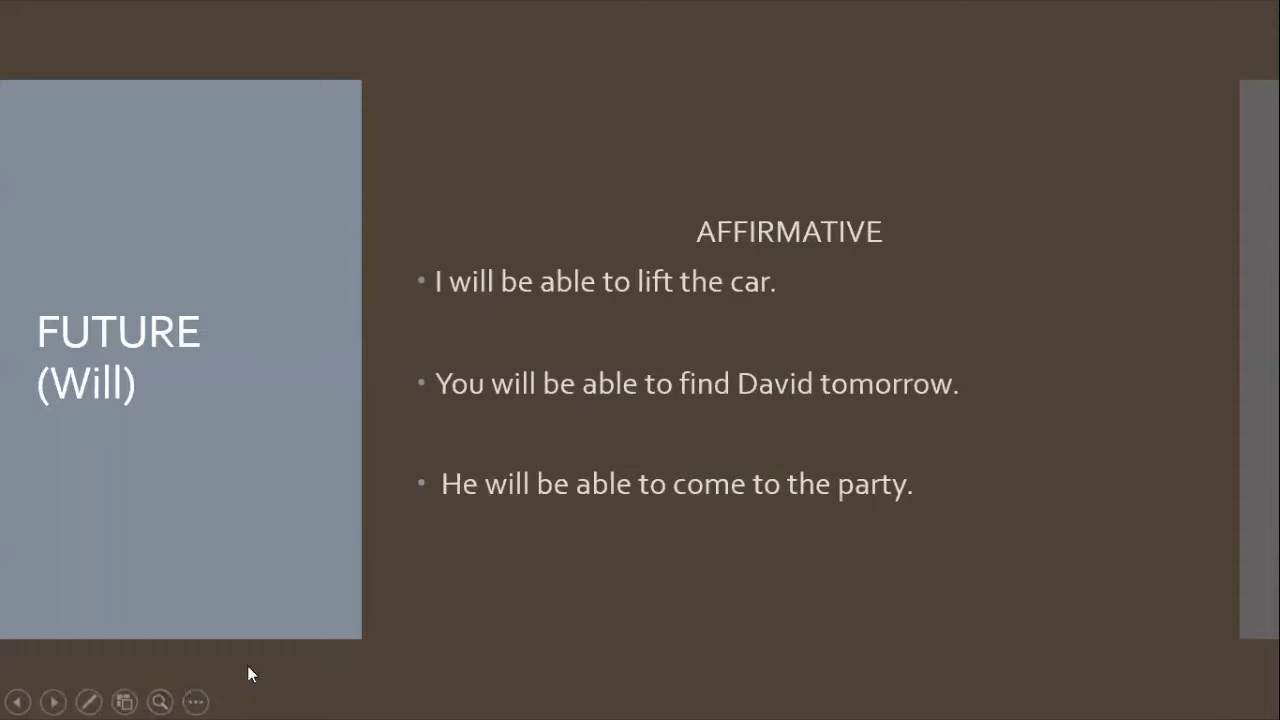 FUTURE
(Will)
AFFIRMATIVE
• I will be able to lift the car.
• You will be able to find David tomorrow.
• He will be able to come to the party.